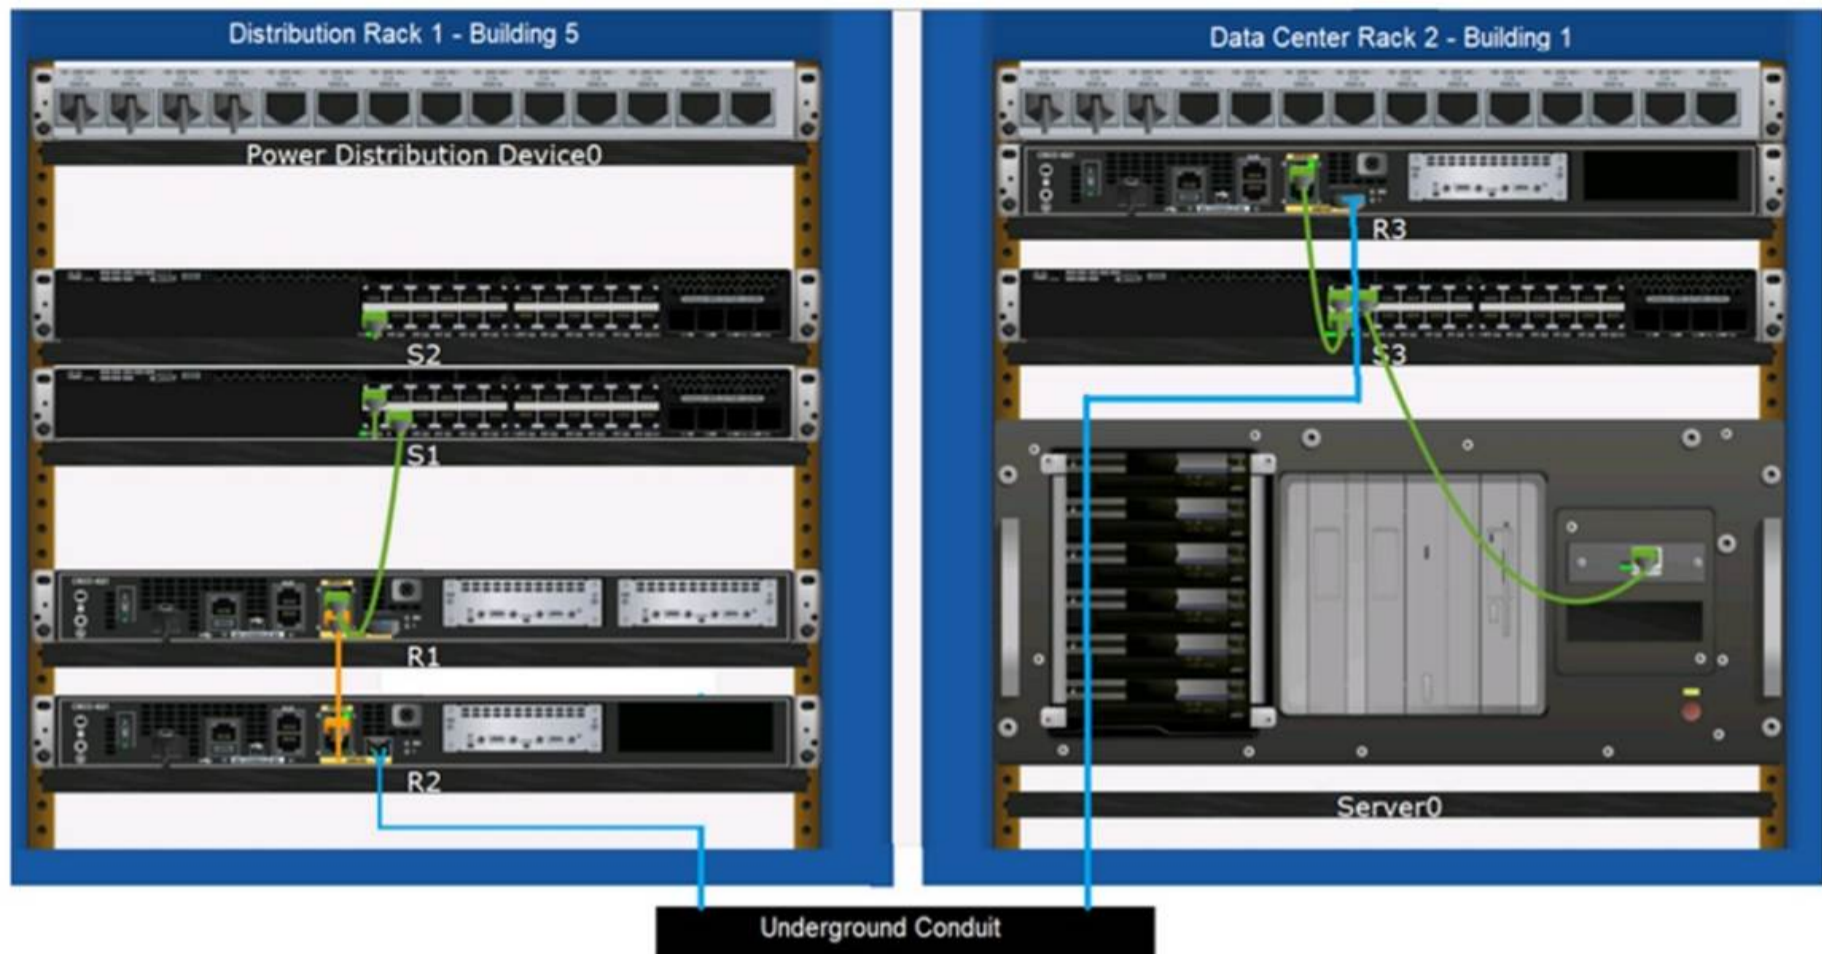 Distribution Rack 1 - Building 5
Power Distribution Device0
S2
S1
R1
R2
Data Center Rack 2 - Building 1
R3
S3
Server0
Underground Conduit